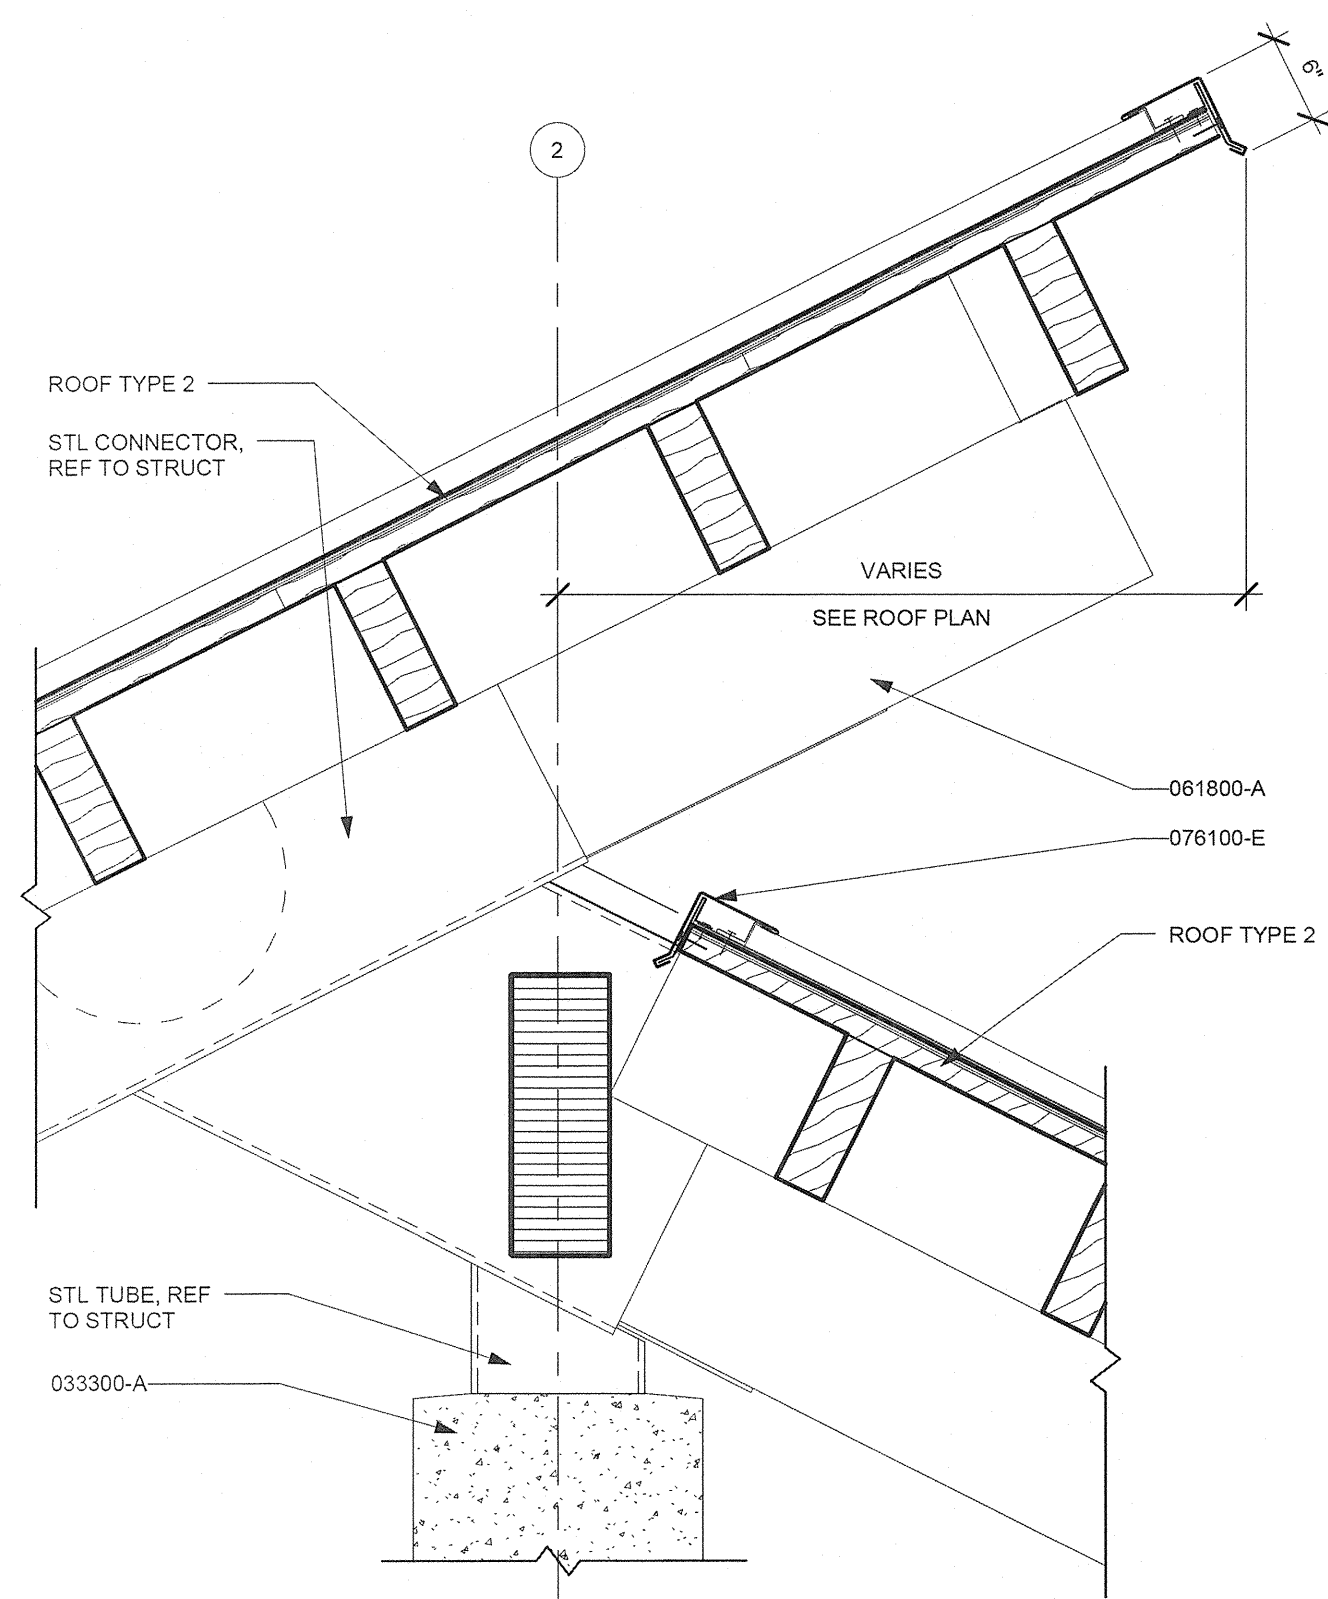 6"
2
ROOF TYPE 2
STL CONNECTOR,
REF TO STRUCT
VARIES
SEE ROOF PLAN
061800-A
076100-E
ROOF TYPE 2
STL TUBE, REF
TO STRUCT
033300-A